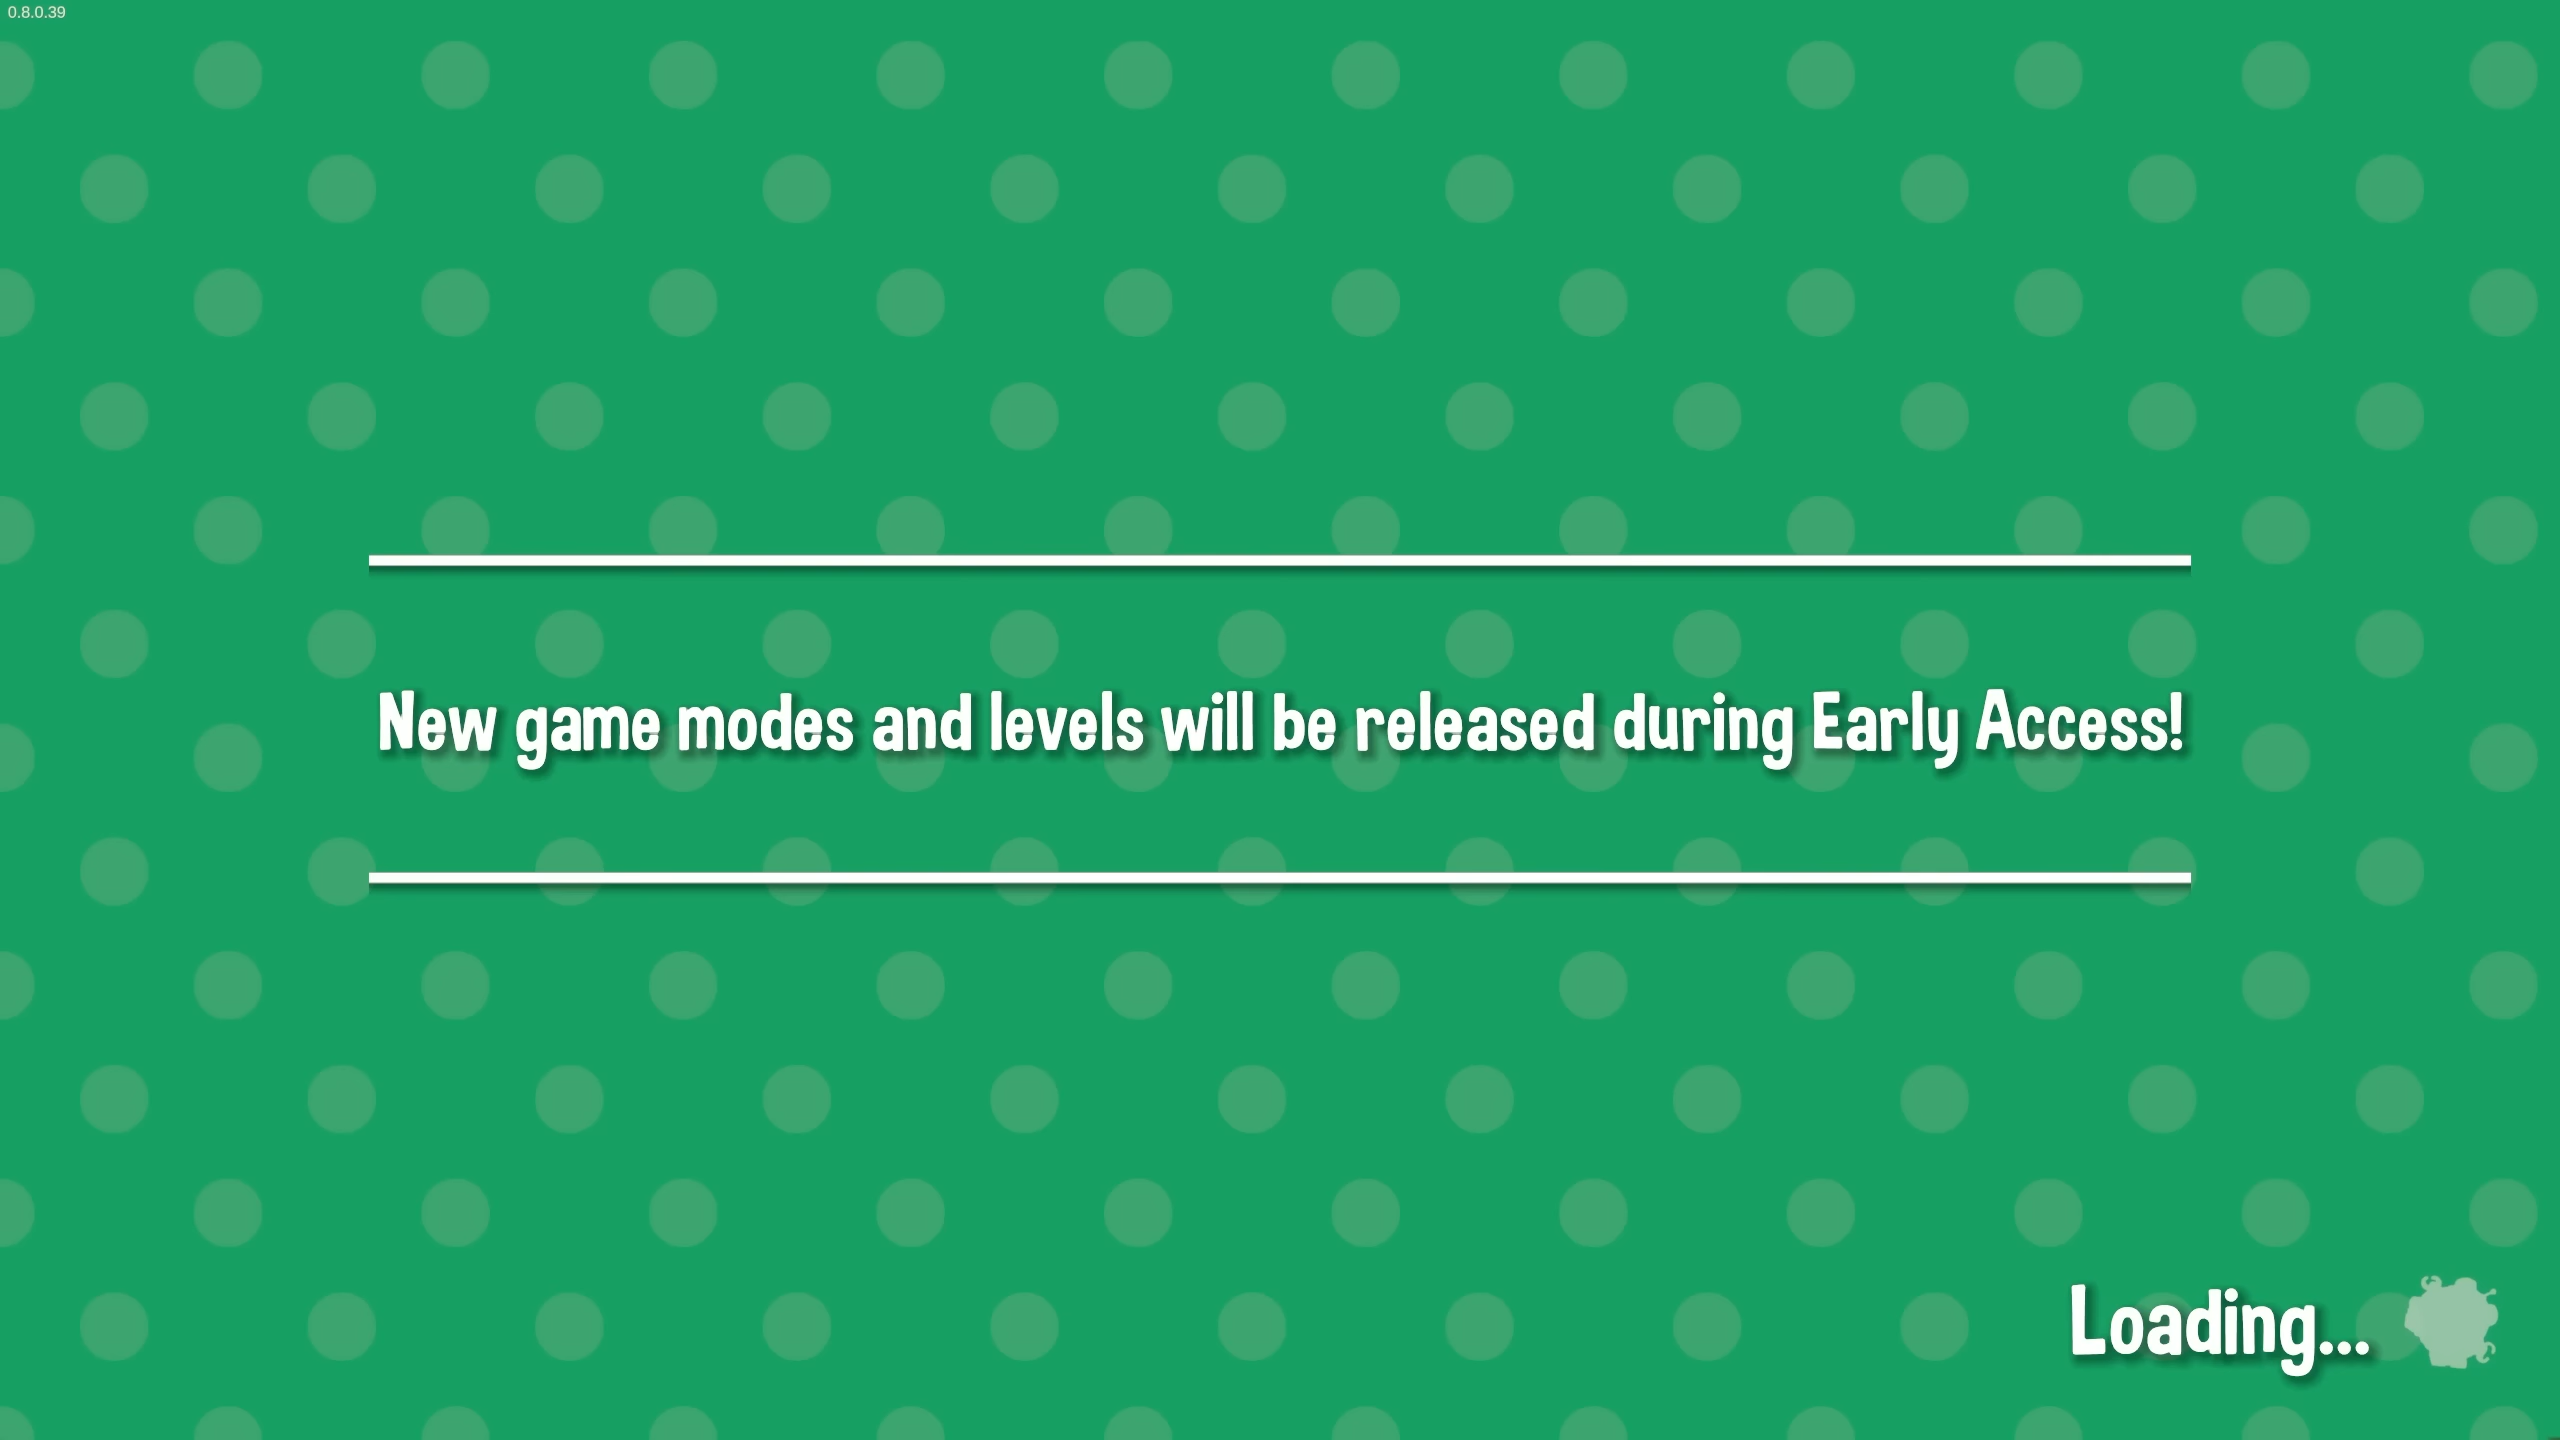 0.8.0.39
New game modes and levels will be released during Early Access!
Loading...